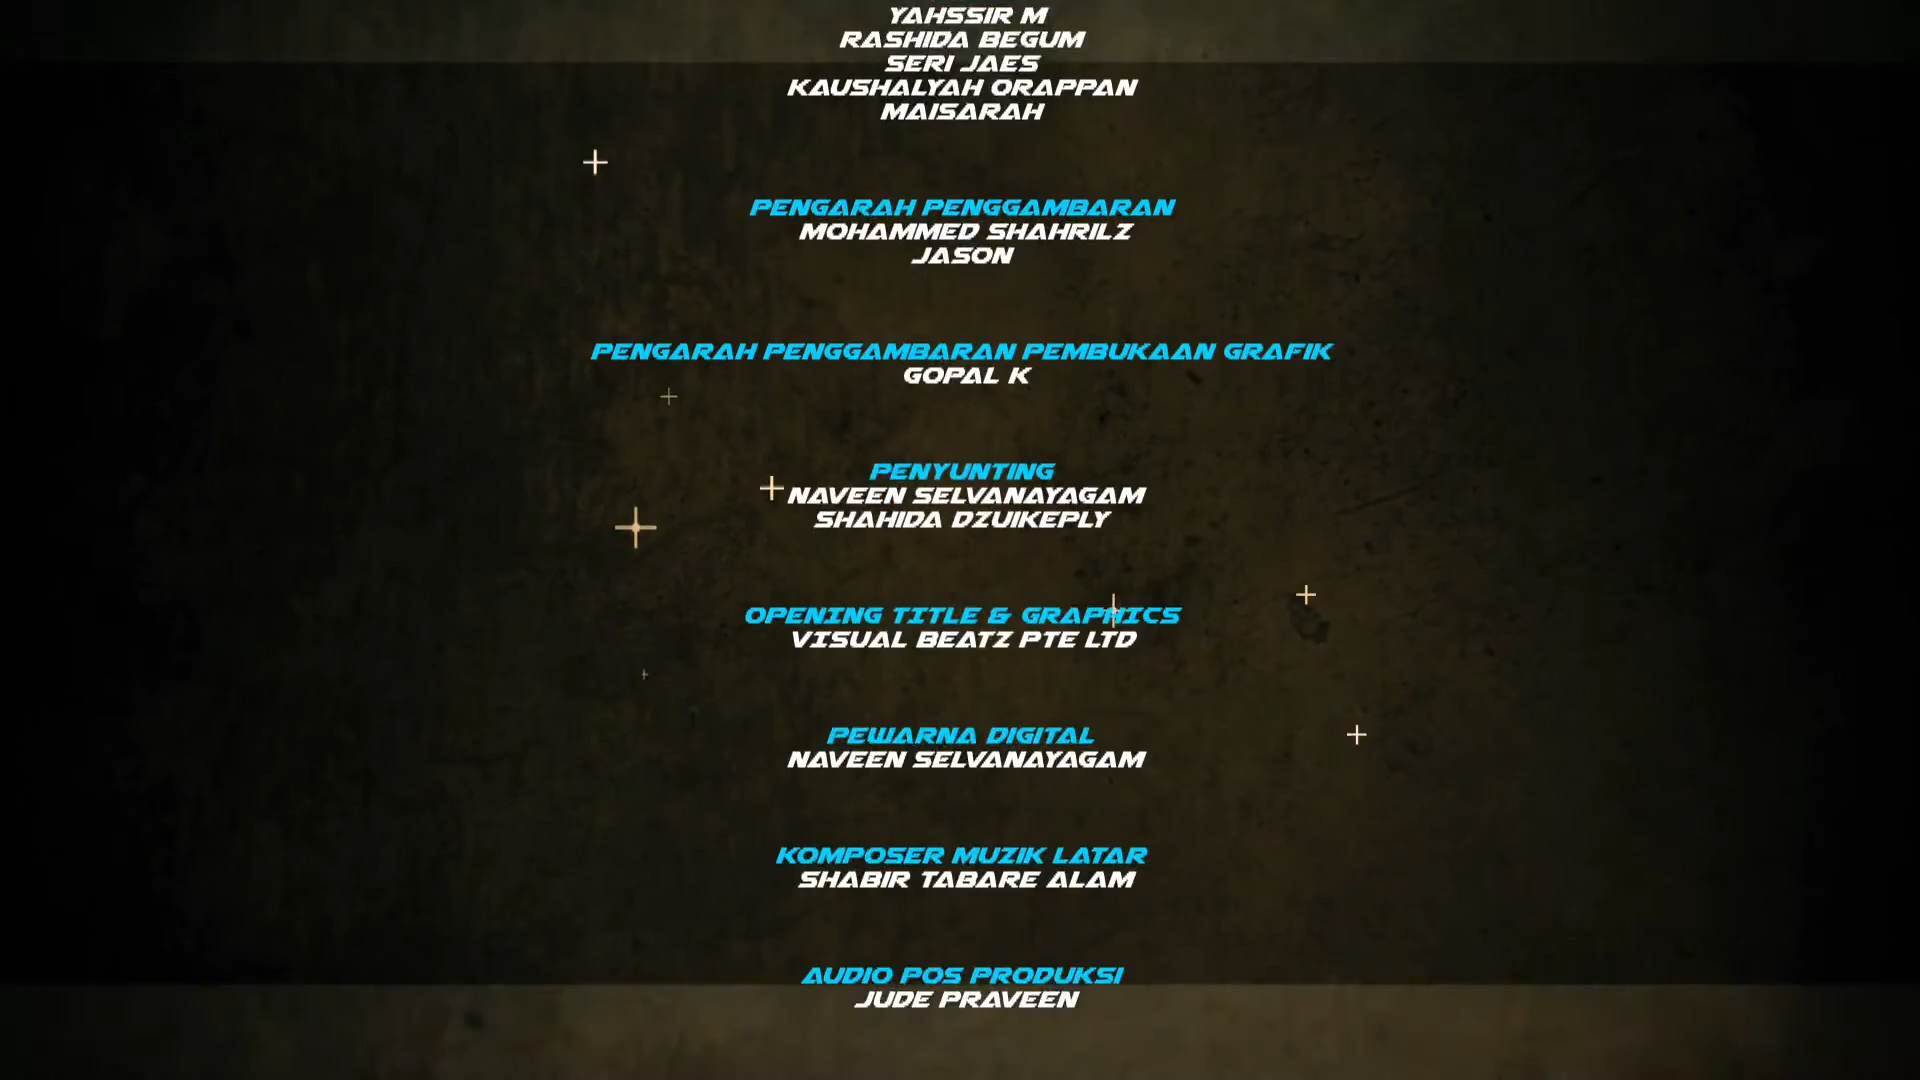 YAHSSIR M
RASHIDA BEGUM
SERI JAES
KAUSHALYAH ORAPPAN
MAISARAH
PENGARAH PENGGAMBARAN
MOHAMMED SHAHRILZ
JASON
PENGARAH PENGGAMBARAN PEMBUKAAN GRAFIK
GOPAL K
PENYUNTING
NAVEEN SELVANAYAGAM
SHAHIDA DZUIKEPLY
OPENING TITLE & GRAPHICS
VISUAL BEATZ PTE LTD
PEWARNA DIGITAL
NAVEEN SELVANAYAGAM
KOMPOSER MUZIK LATAR
SHABIR TABARE ALAM
AUDIO POS PRODUKSI
JUDE PRAVEEN